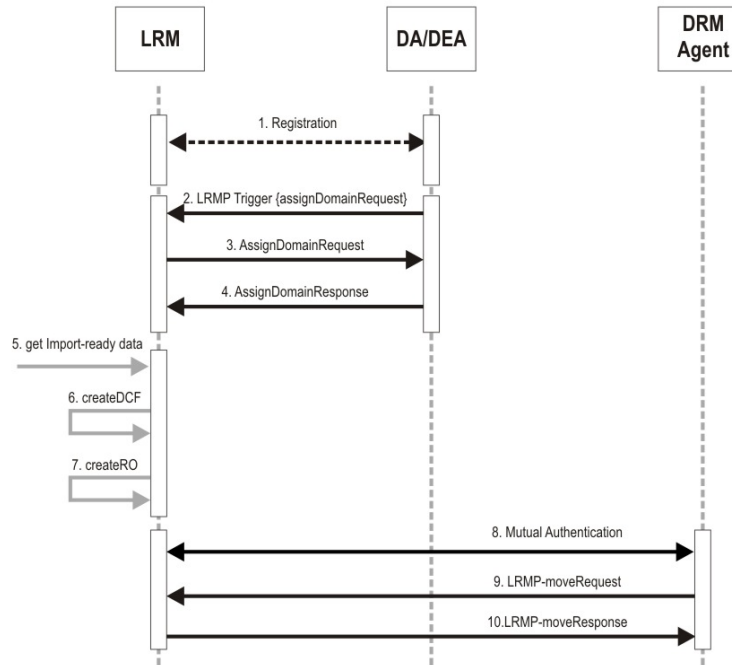 LRM
DA/DEA
DRM
Agent
1. Registration
2. LRMP Trigger {assignDomainRequest}
3. AssignDomainRequest
4. AssignDomainResponse
5. get Import-ready data
6. createDCF
7. createRO
8. Mutual Authentication
9. LRMP-moveRequest
10.LRMP-moveResponse